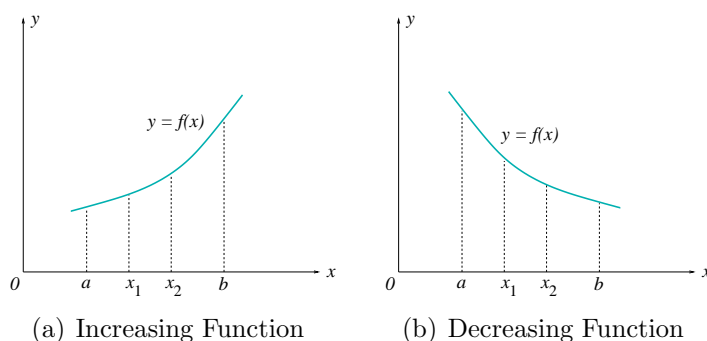 y
y = f(x)
0
a
x1
x2
b
x
(a) Increasing Function
y
y = f(x)
0
a
x1
x2
b
x
(b) Decreasing Function